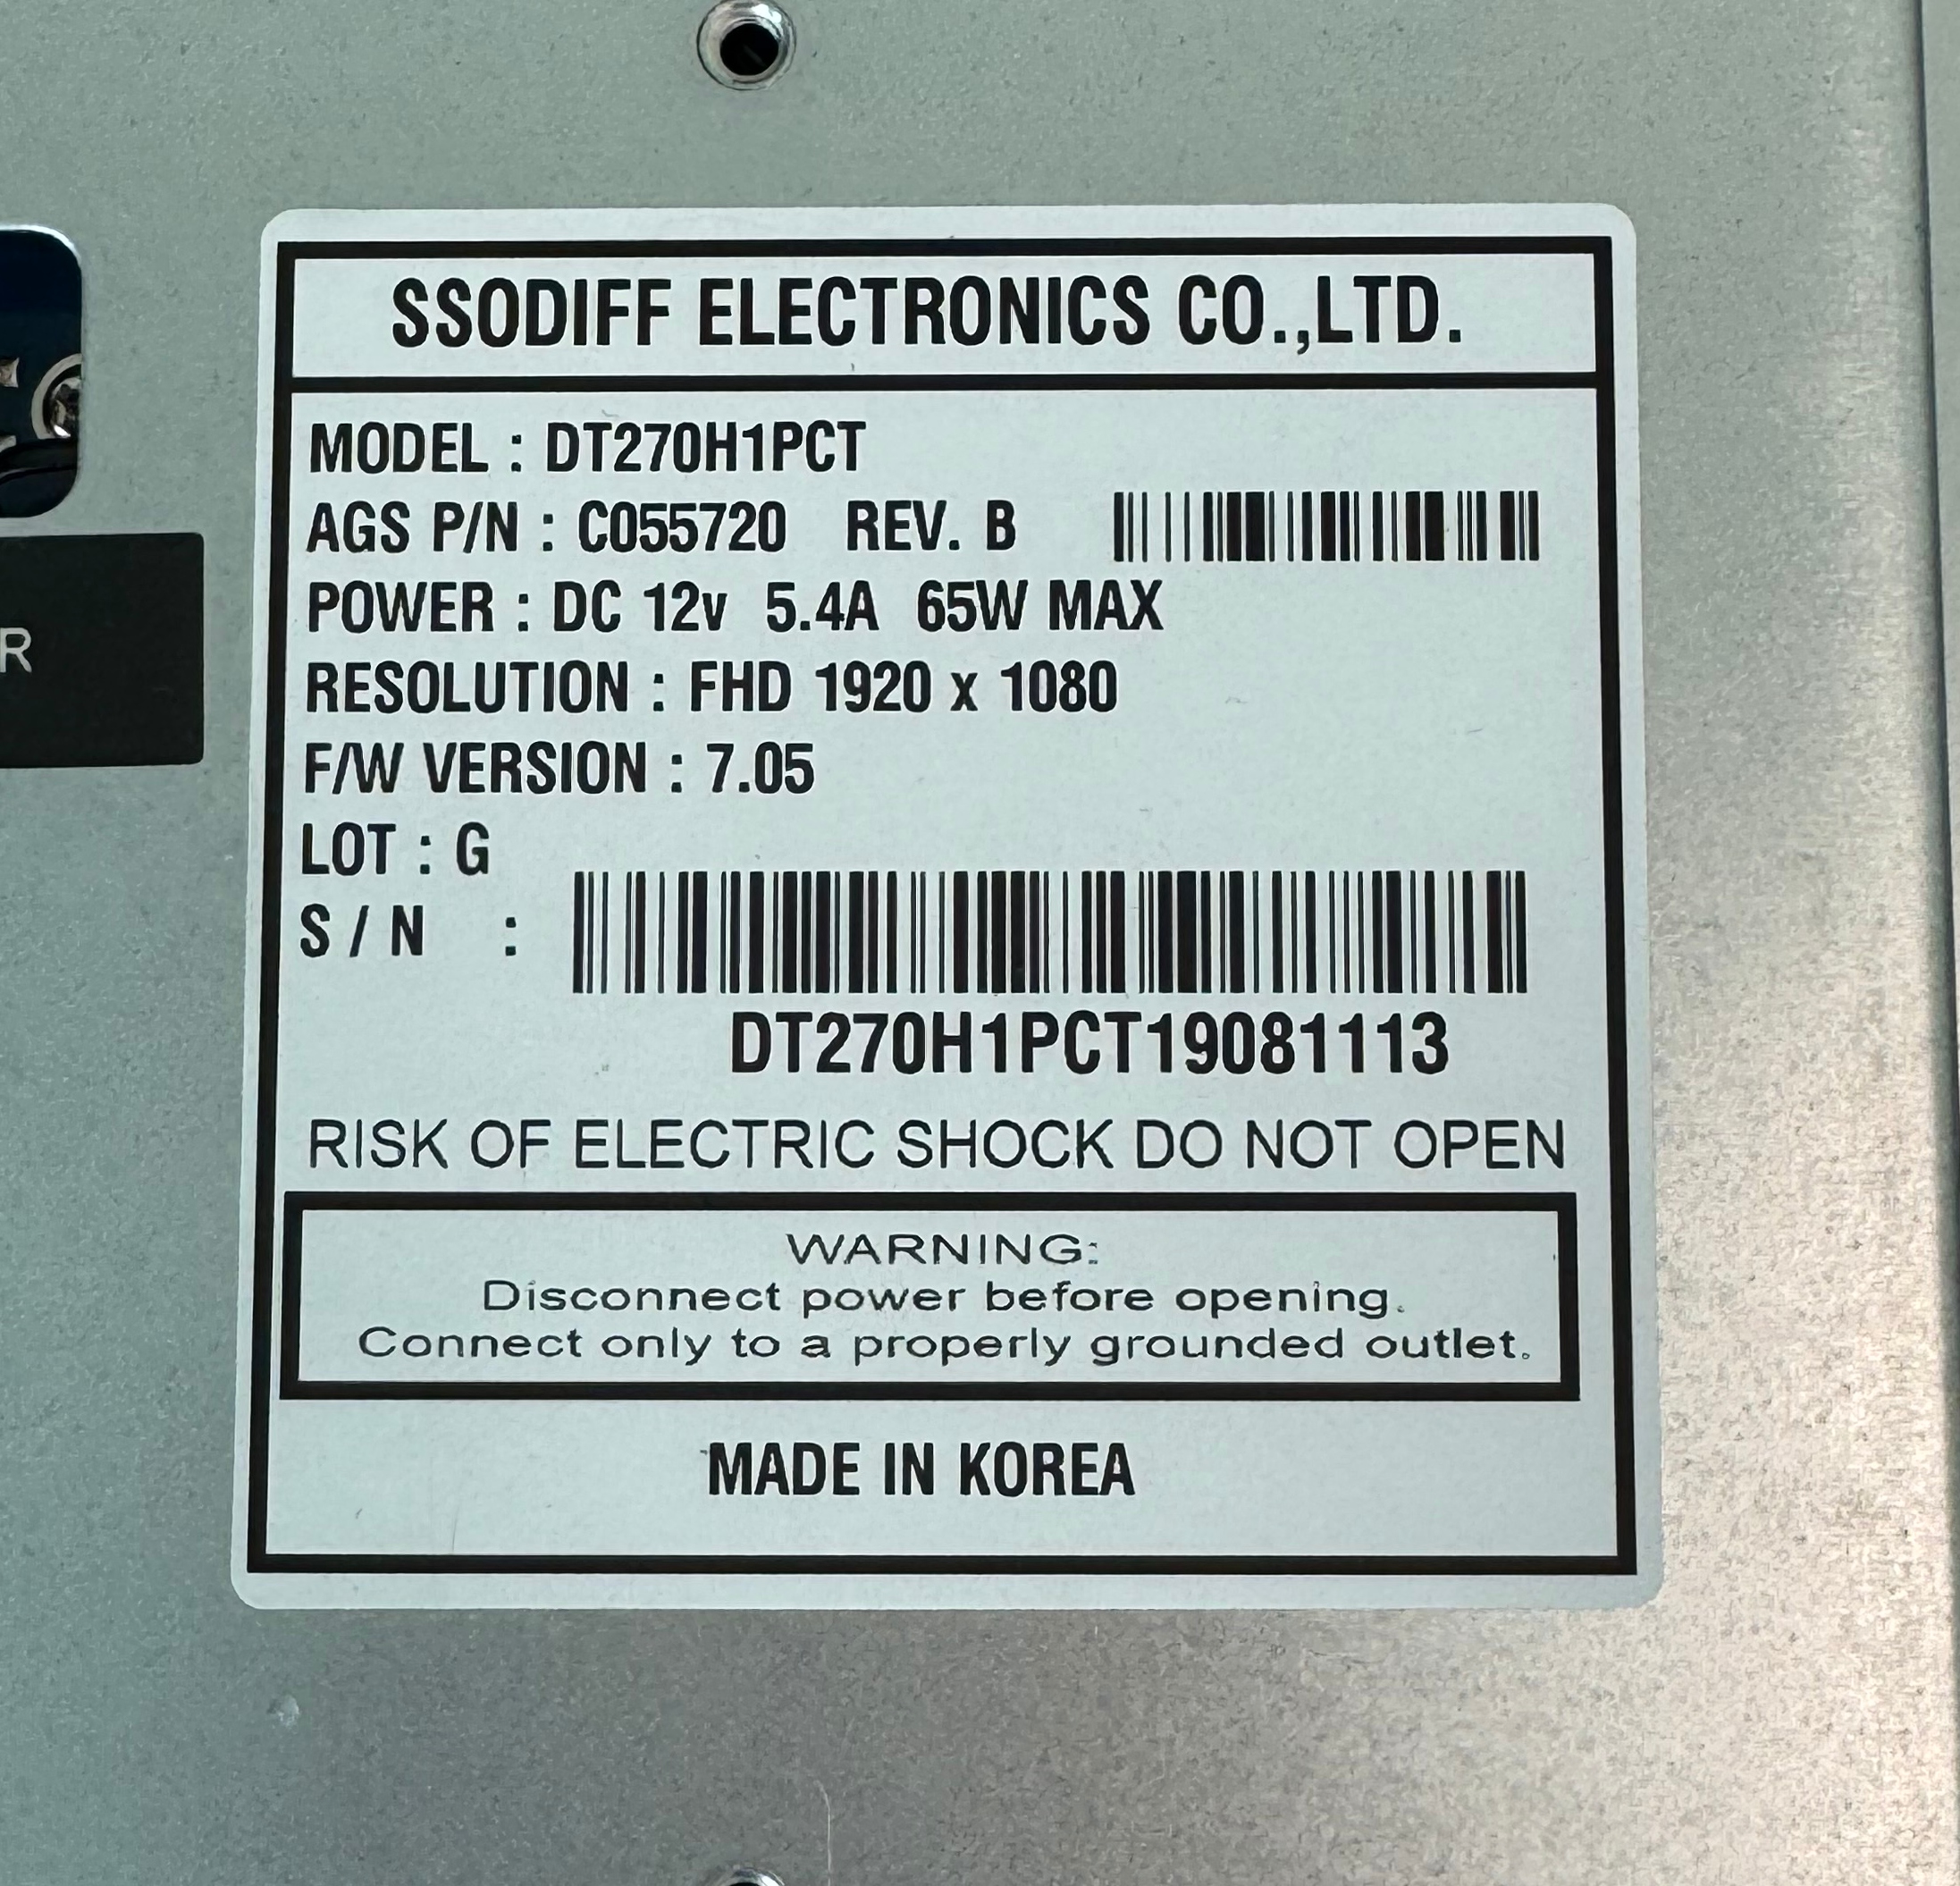 SSODIFF ELECTRONICS CO.,LTD.
MODEL : DT270H1PCT
AGS P/N : C055720 REV. B
POWER : DC 12v 5.4A 65W MAX
RESOLUTION : FHD 1920 x 1080
F/W VERSION : 7.05
LOT : G
S / N :
DT270H1PCT19081113
RISK OF ELECTRIC SHOCK DO NOT OPEN
WARNING:
Disconnect power before opening.
Connect only to a properly grounded outlet.
MADE IN KOREA